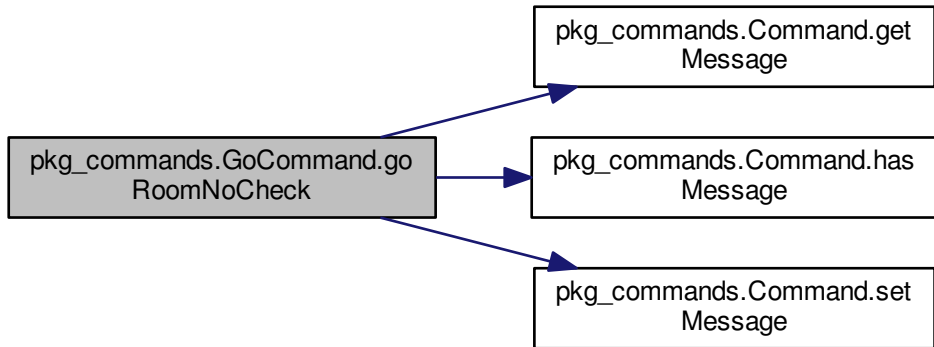 pkg_commands.Command.get
Message
pkg_commands.GoCommand.go
RoomNoCheck
pkg_commands.Command.has
Message
pkg_commands.Command.set
Message